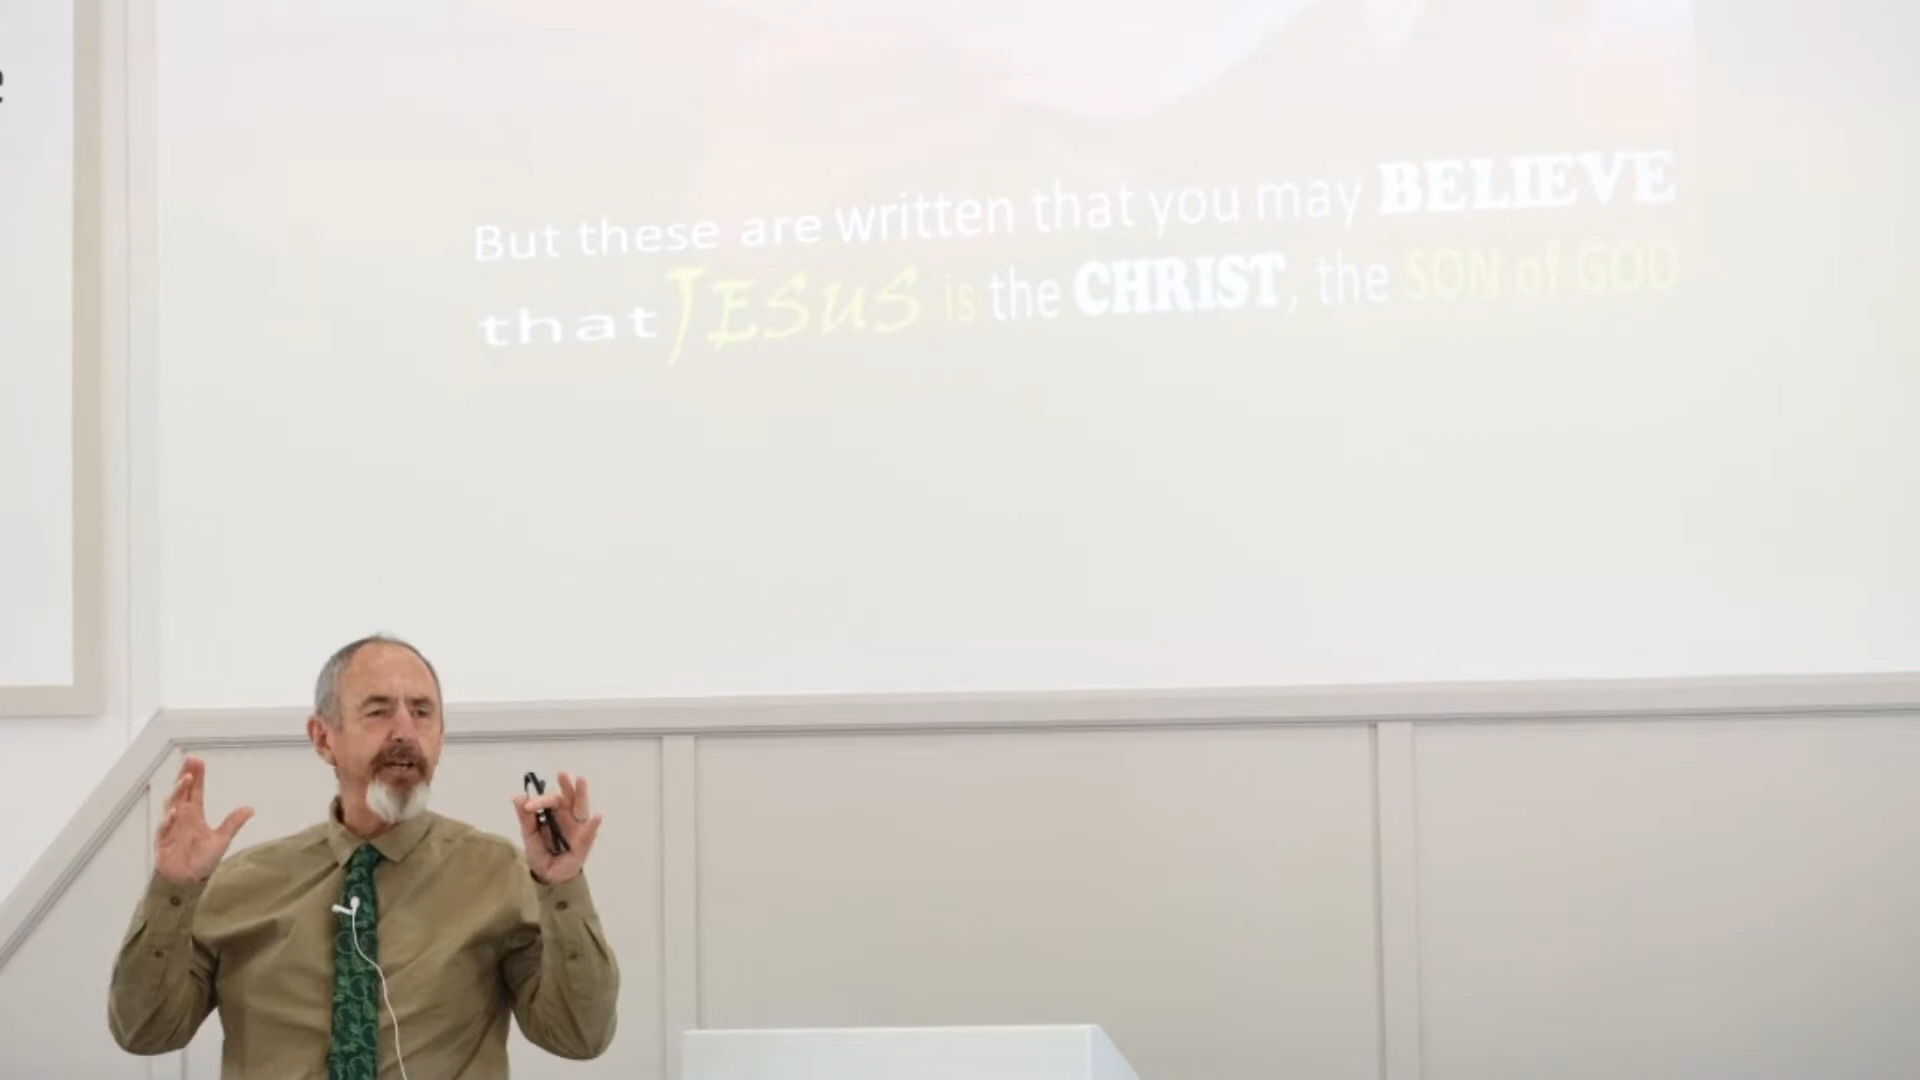 e
But these are written that you may BELIEVE
that JESUS is the CHRIST, the SON of GOD